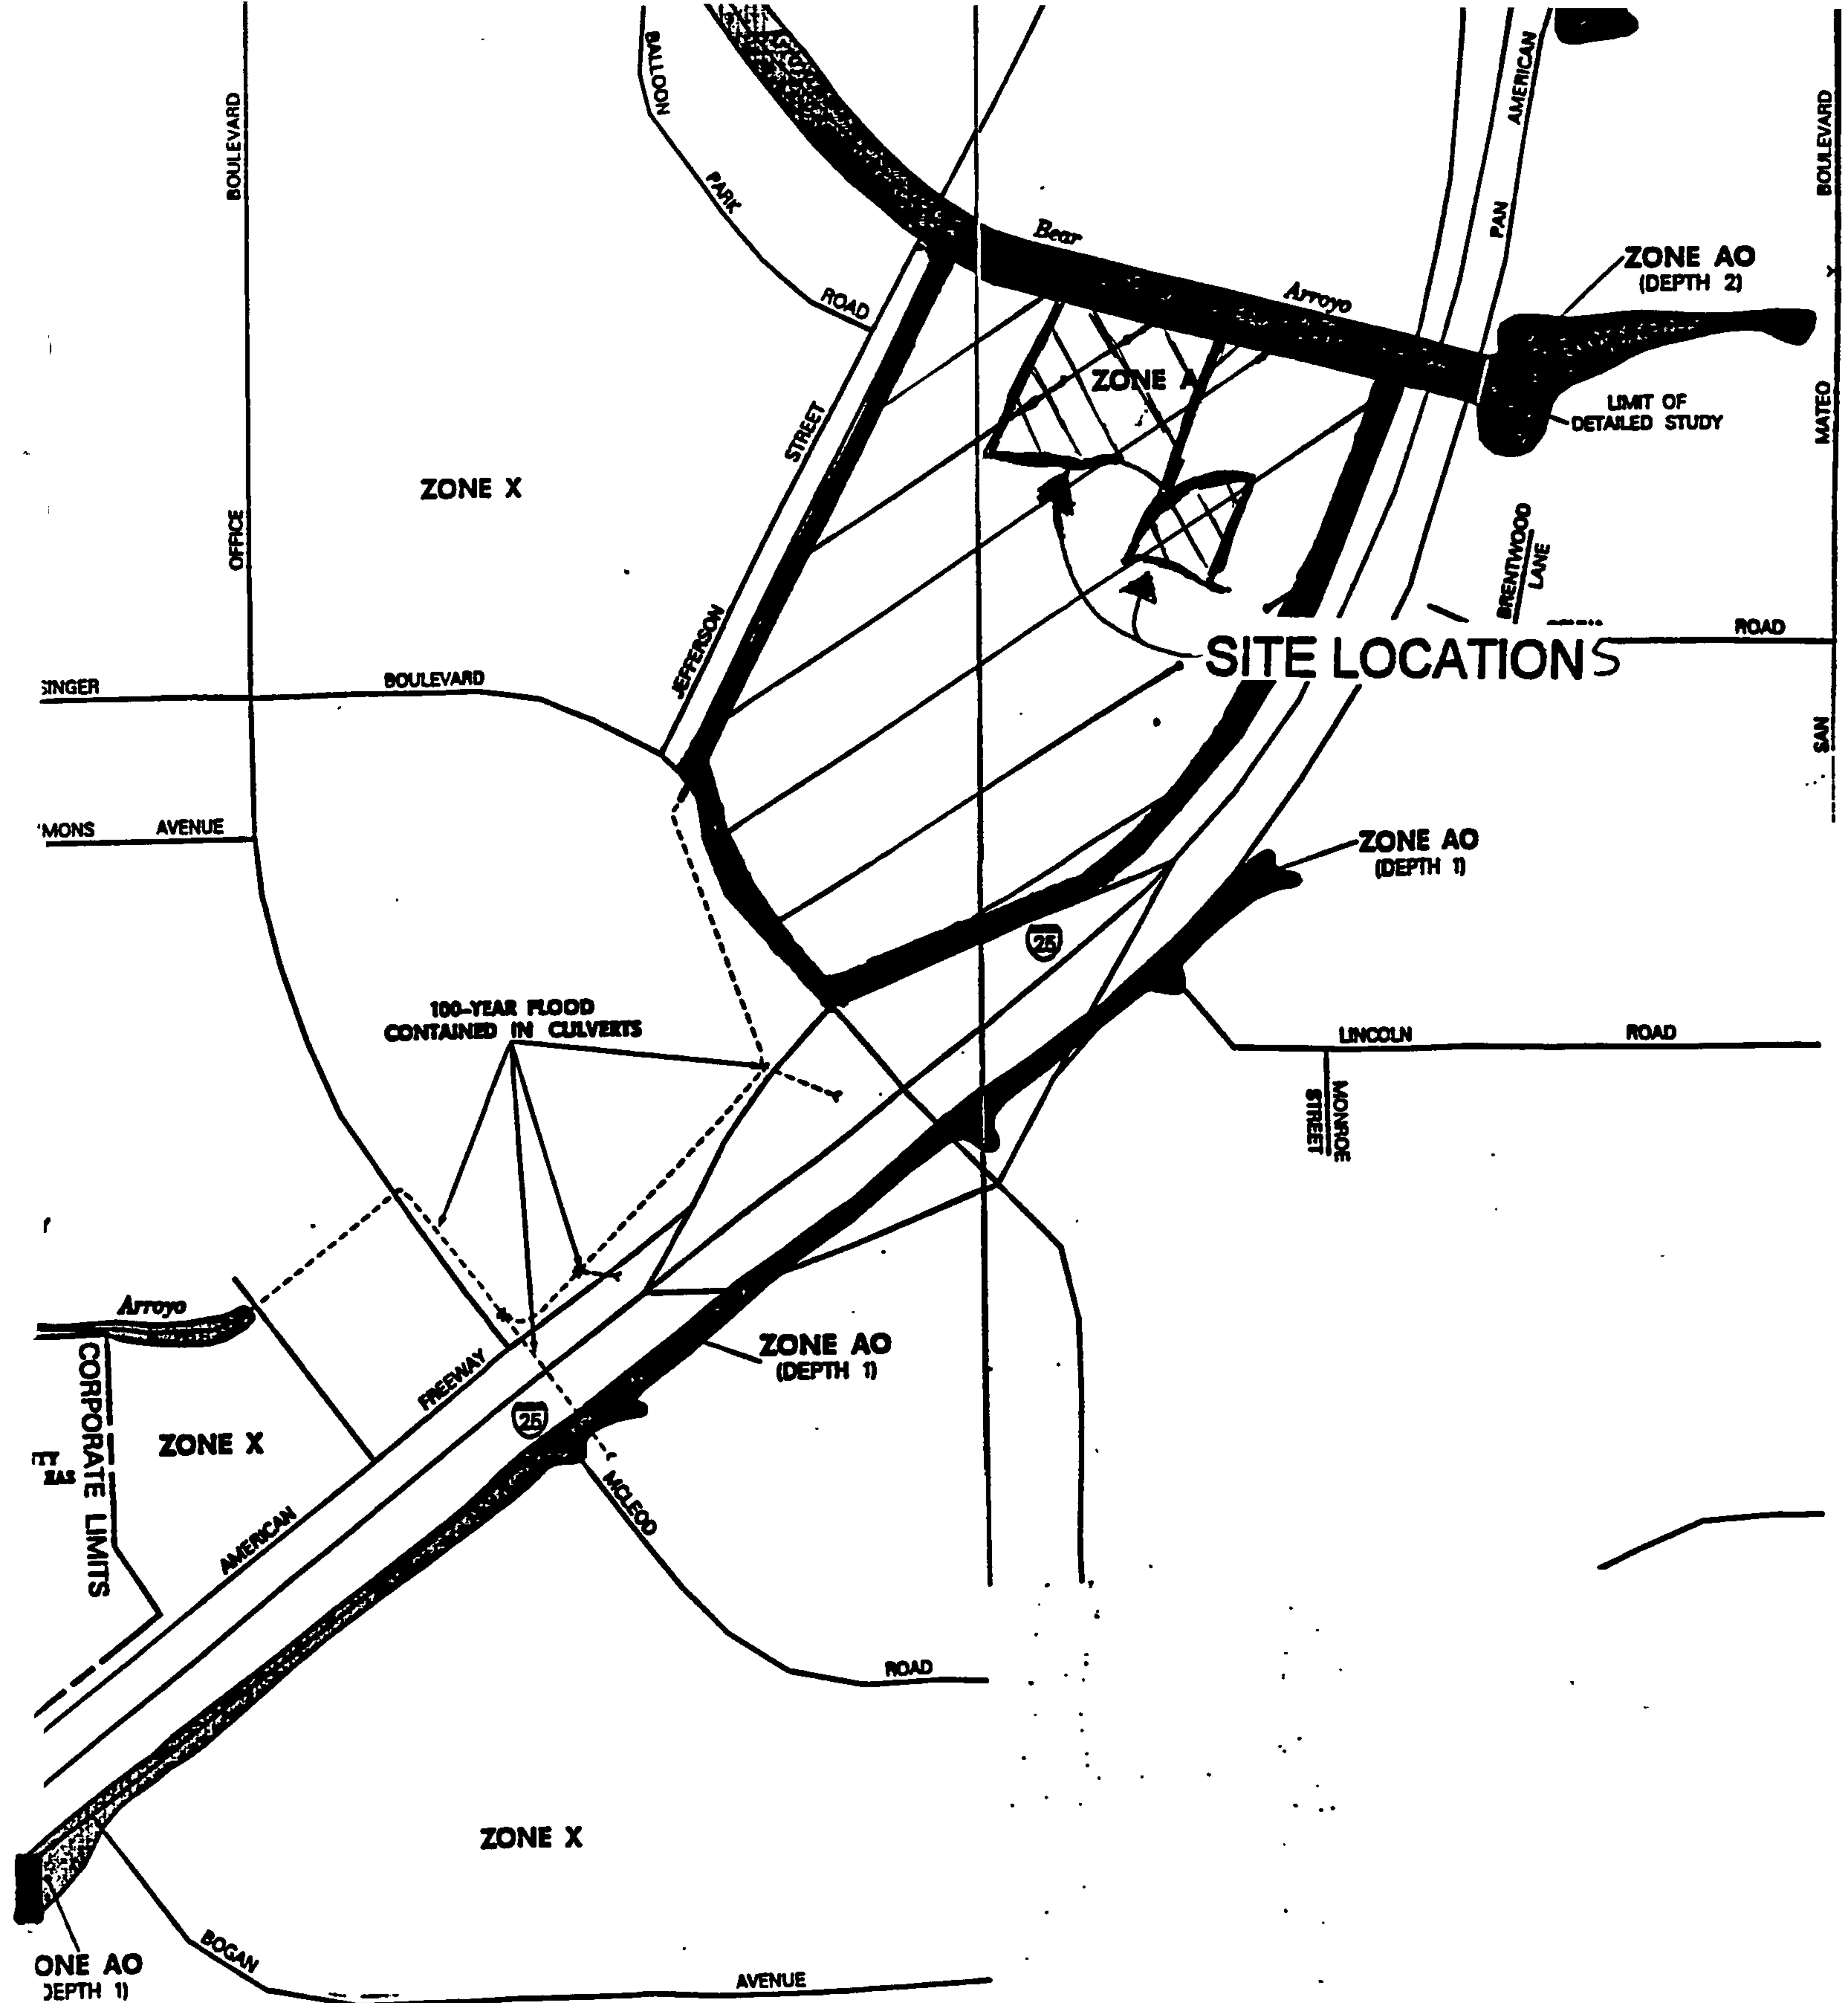 BALLOON
PARK
ROAD
BOULEVARD
OFFICE
AMERICAN
PAN
BOULEVARD
MATEO
SAN
Bear
Arroyo
ZONE AO
(DEPTH 2)
ZONE A
LIMIT OF
DETAILED STUDY
STREET
JEFFERSON
ZONE X
BRENTWOOD
LANE
ROAD
SITE LOCATIONS
SINGER
BOULEVARD
AVENUE
ZONE AO
(DEPTH 1)
25
100-YEAR FLOOD
CONTAINED IN CULVERTS
LINCOLN
ROAD
MONROE
STREET
Arroyo
CORPORATE LIMITS
FREEWAY
AMERICAN
25
ZONE AO
(DEPTH 1)
ZONE X
MCLEOD
ROAD
ZONE X
ONE AO
DEPTH 1)
BOGAN
AVENUE